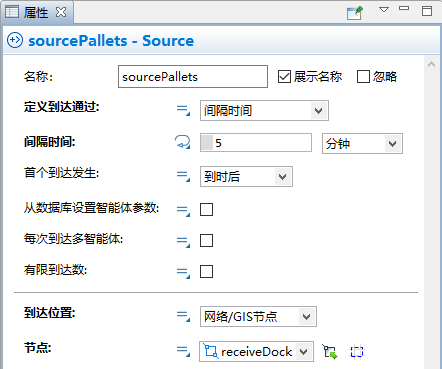 属性
sourcePallets - Source
名称: sourcePallets 展示名称 忽略
定义到达通过: 间隔时间
间隔时间: 5 分钟
首个到达发生: 到时后
从数据库设置智能体参数:
每次到达多智能体:
有限到达数:
到达位置: 网络/GIS节点
节点: receiveDock